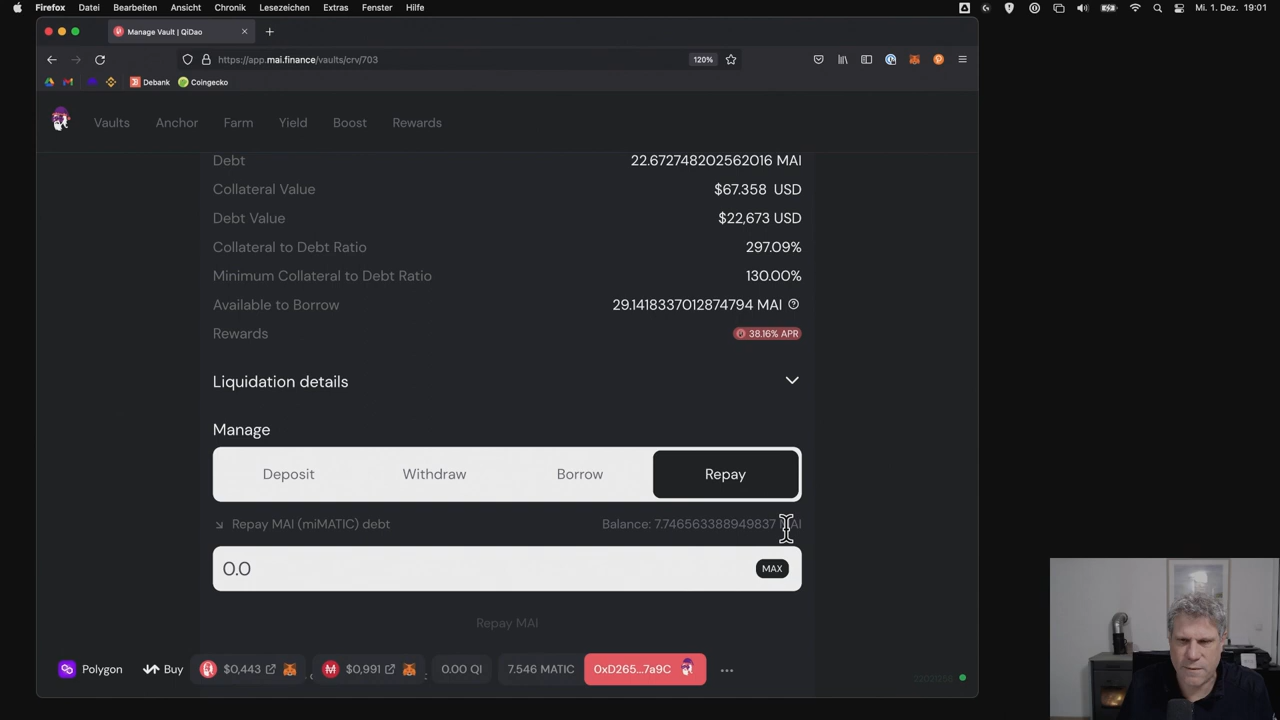 Firefox Datei Bearbeiten Ansicht Chronik Lesezeichen Extras Fenster Hilfe Mi. 1. Dez. 19:01
Manage Vault | QiDao
https://app.mai.finance/vaults/crv/703 120%
Debank Coingecko
Vaults Anchor Farm Yield Boost Rewards
Debt 22.672748202562016 MAI
Collateral Value $67.358 USD
Debt Value $22,673 USD
Collateral to Debt Ratio 297.09%
Minimum Collateral to Debt Ratio 130.00%
Available to Borrow 29.1418337012874794 MAI
Rewards 38.16% APR
Liquidation details
Manage
Deposit Withdraw Borrow Repay
Repay MAI (miMATIC) debt Balance: 7.746563388949837 MAI
0.0 MAX
Repay MAI
Polygon Buy $0,443 $0,991 0.00 QI 7.546 MATIC 0xD265...7a9C